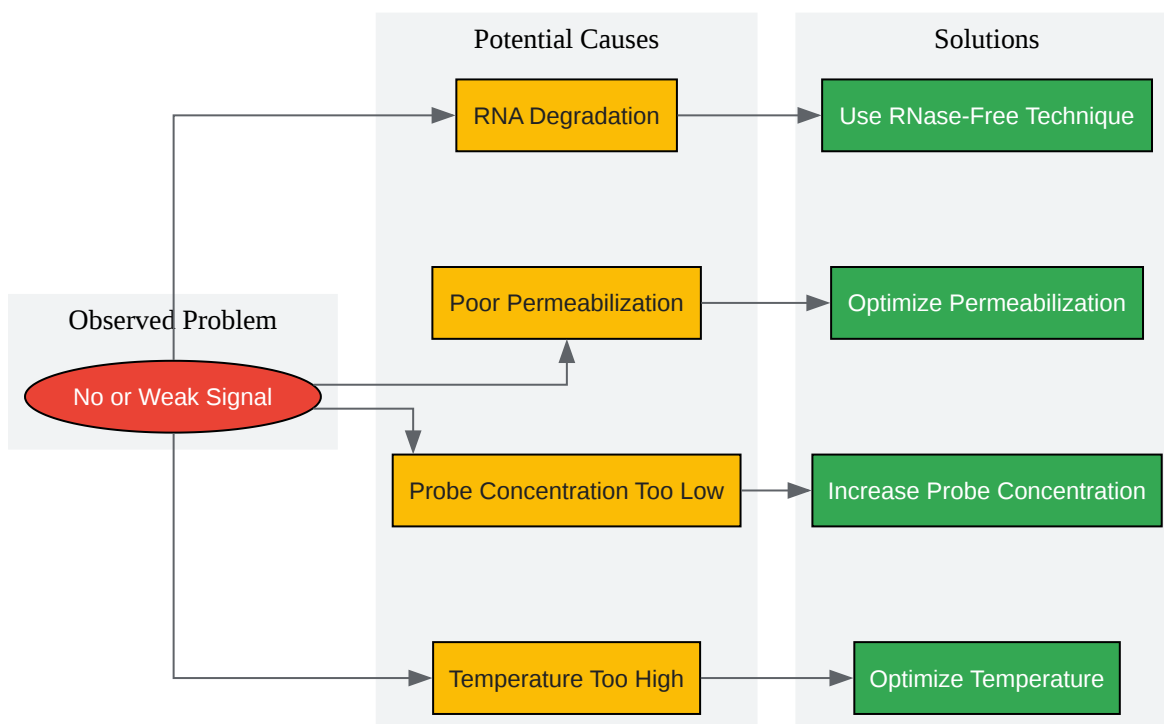 Potential Causes
Solutions
RNA Degradation
Use RNase-Free Technique
Poor Permeabilization
Optimize Permeabilization
Observed Problem
No or Weak Signal
Probe Concentration Too Low
Increase Probe Concentration
Temperature Too High
Optimize Temperature